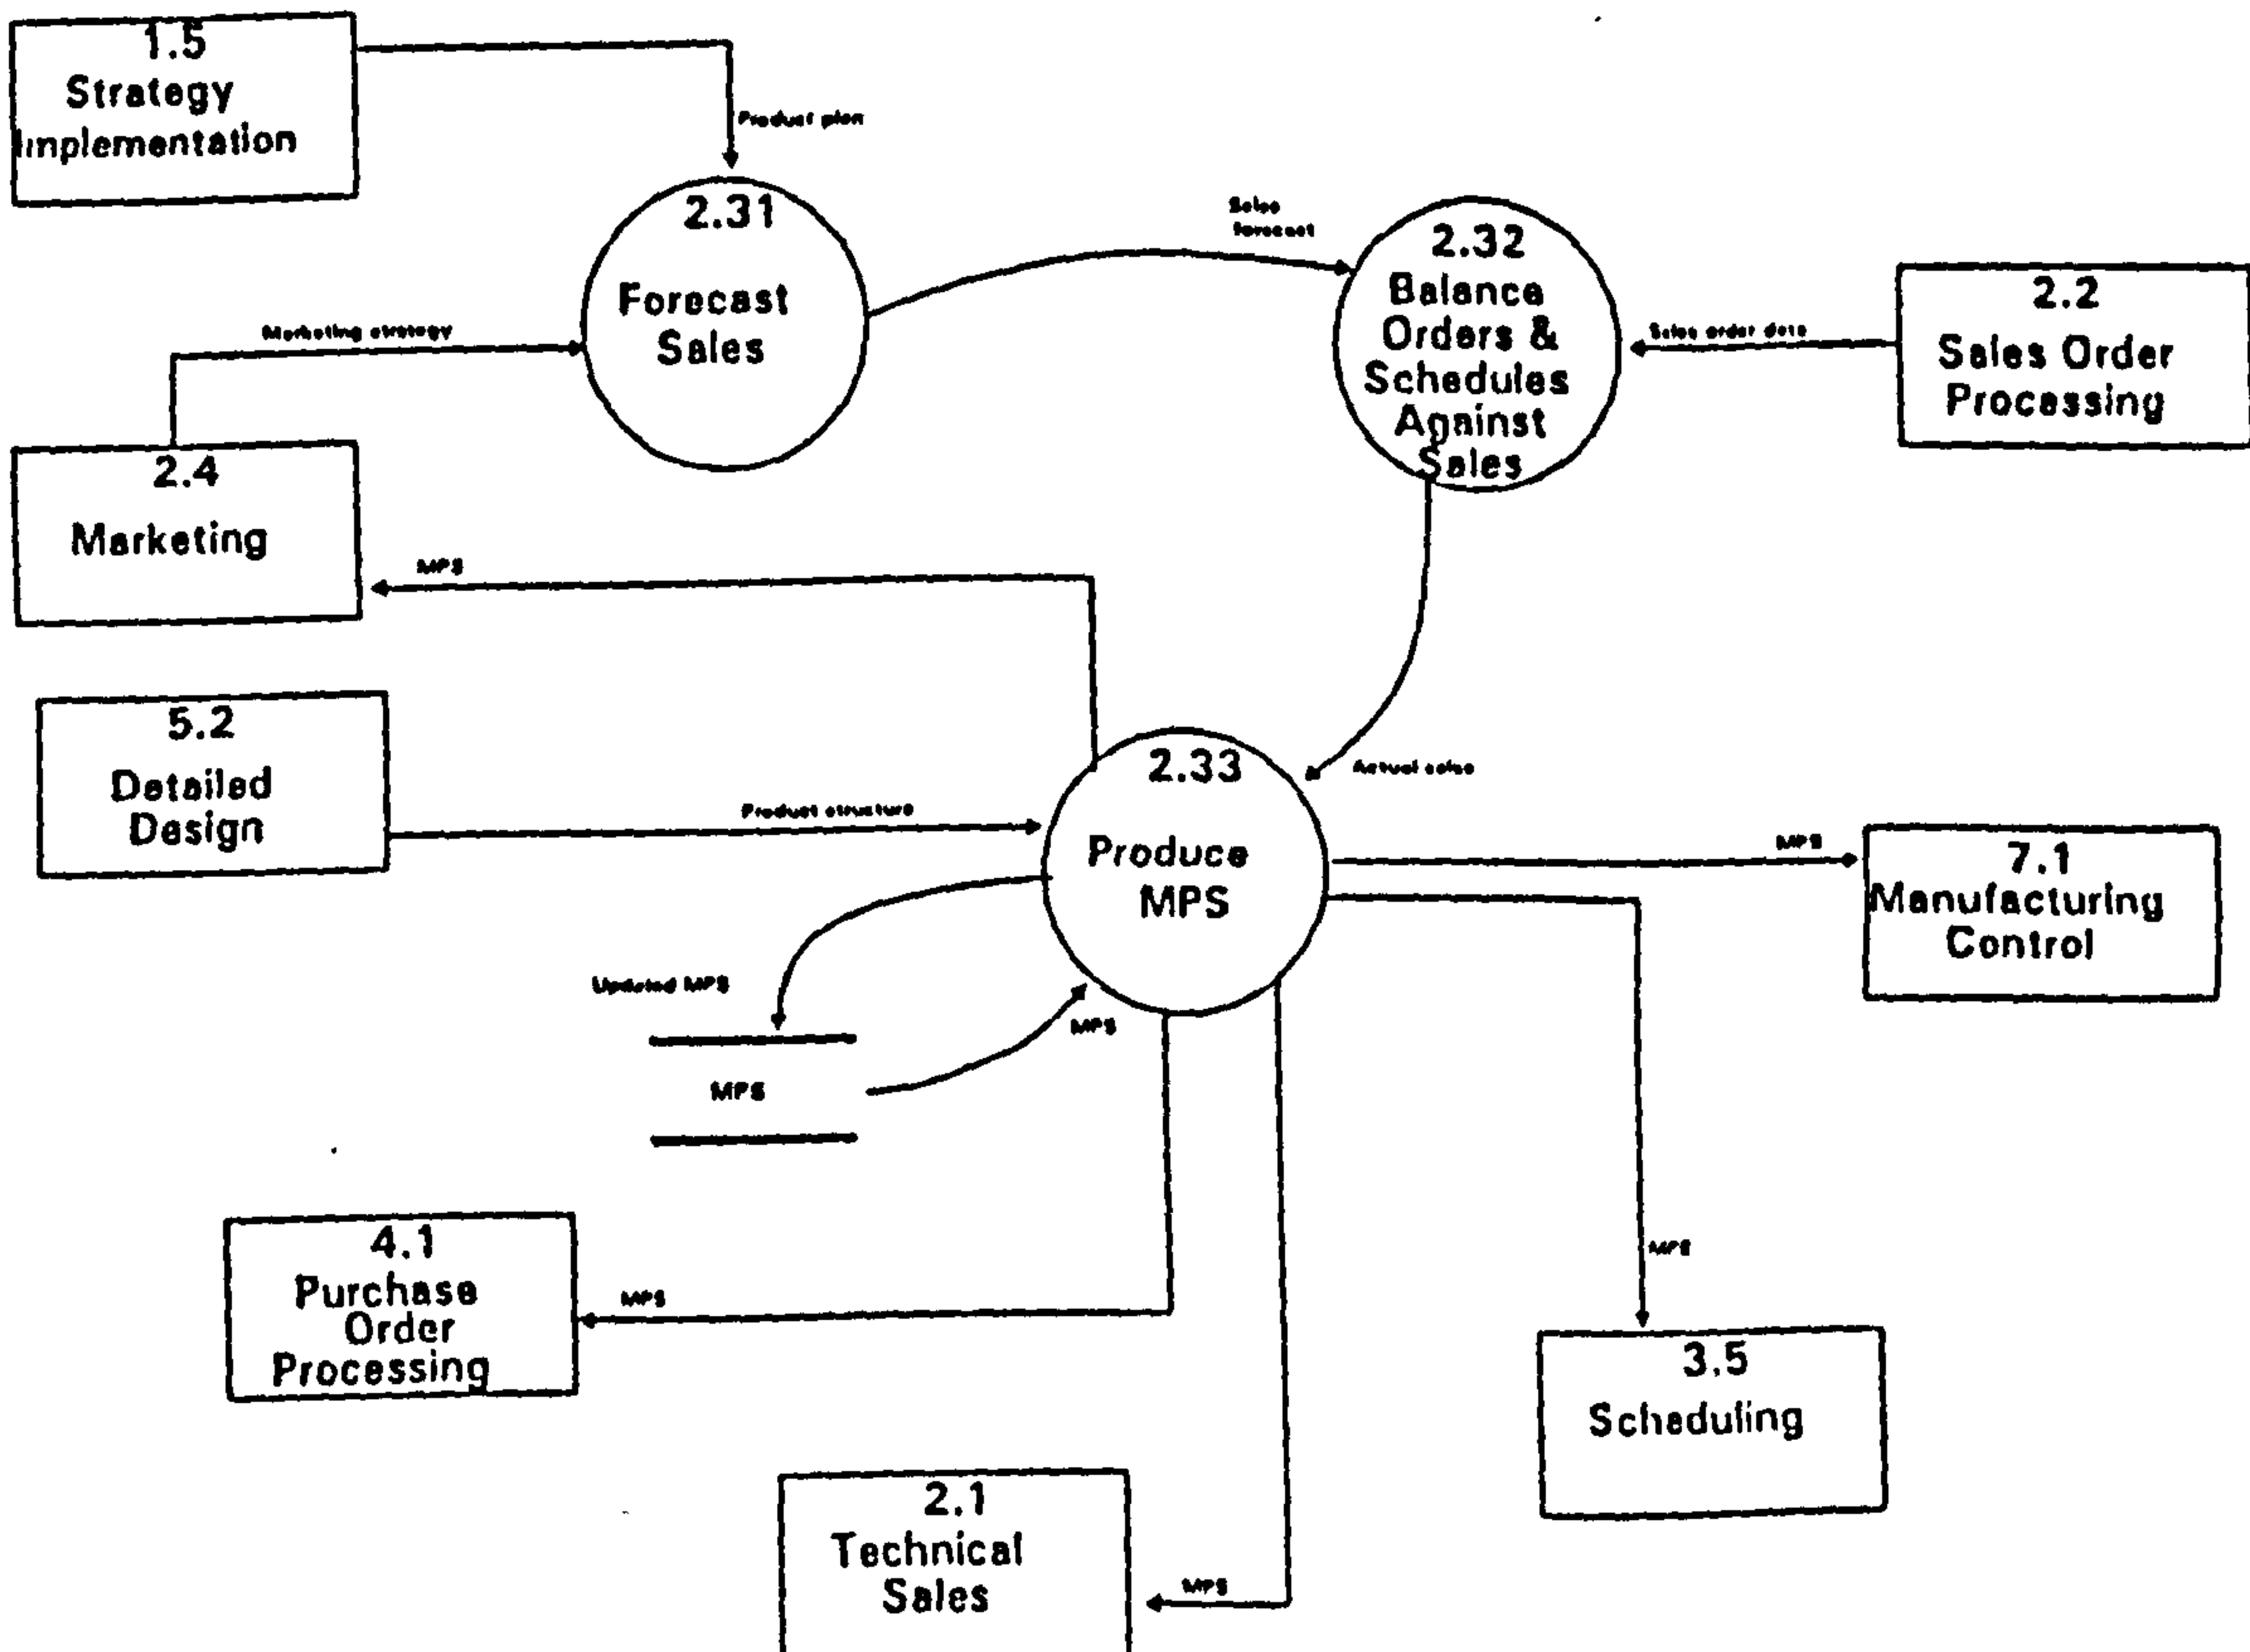 1.5
Strategy
Implementation
Product plan
2.31
Forecast
Sales
Sales
forecast
2.32
Balance
Orders &
Schedules
Against
Sales
2.2
Sales Order
Processing
Sales order data
Marketing strategy
2.4
Marketing
MPS
5.2
Detailed
Design
Product structure
2.33
Produce
MPS
Actual sales
MPS
7.1
Manufacturing
Control
Updated MPS
MPS
MPS
4.1
Purchase
Order
Processing
MPS
MPS
3.5
Scheduling
2.1
Technical
Sales
MPS